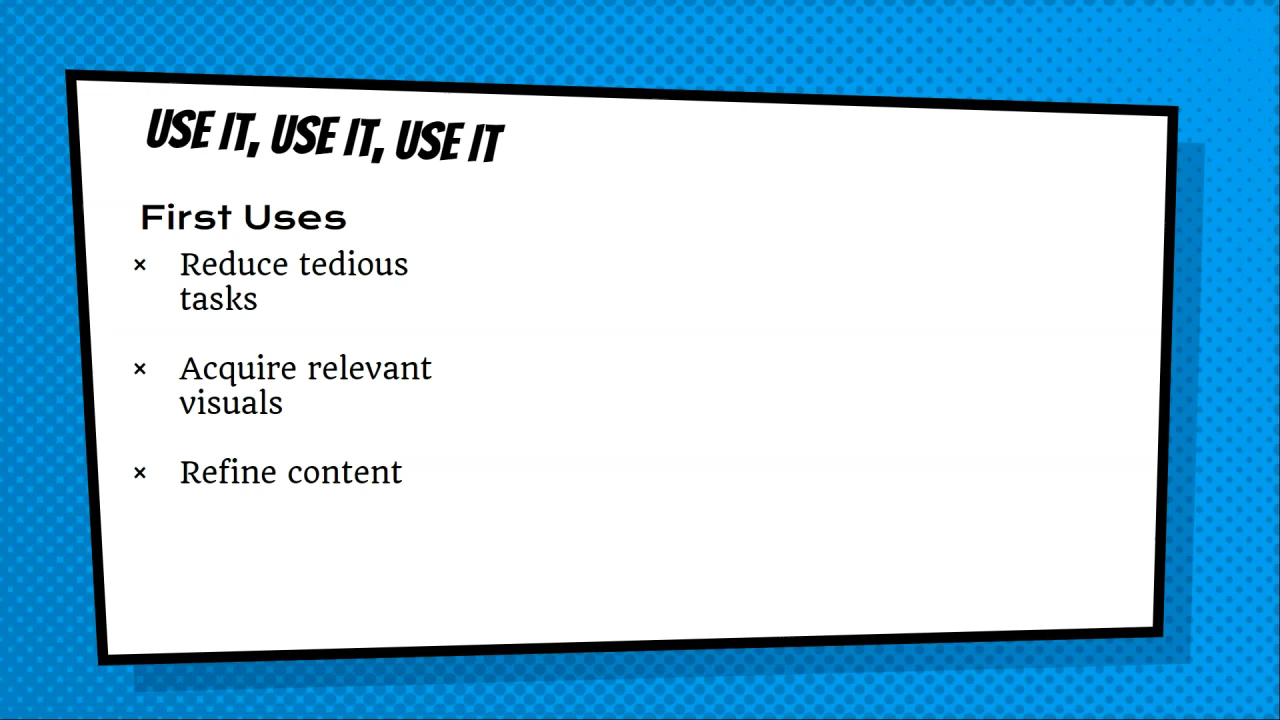 USE IT, USE IT, USE IT
First Uses
× Reduce tedious
tasks
× Acquire relevant
visuals
× Refine content